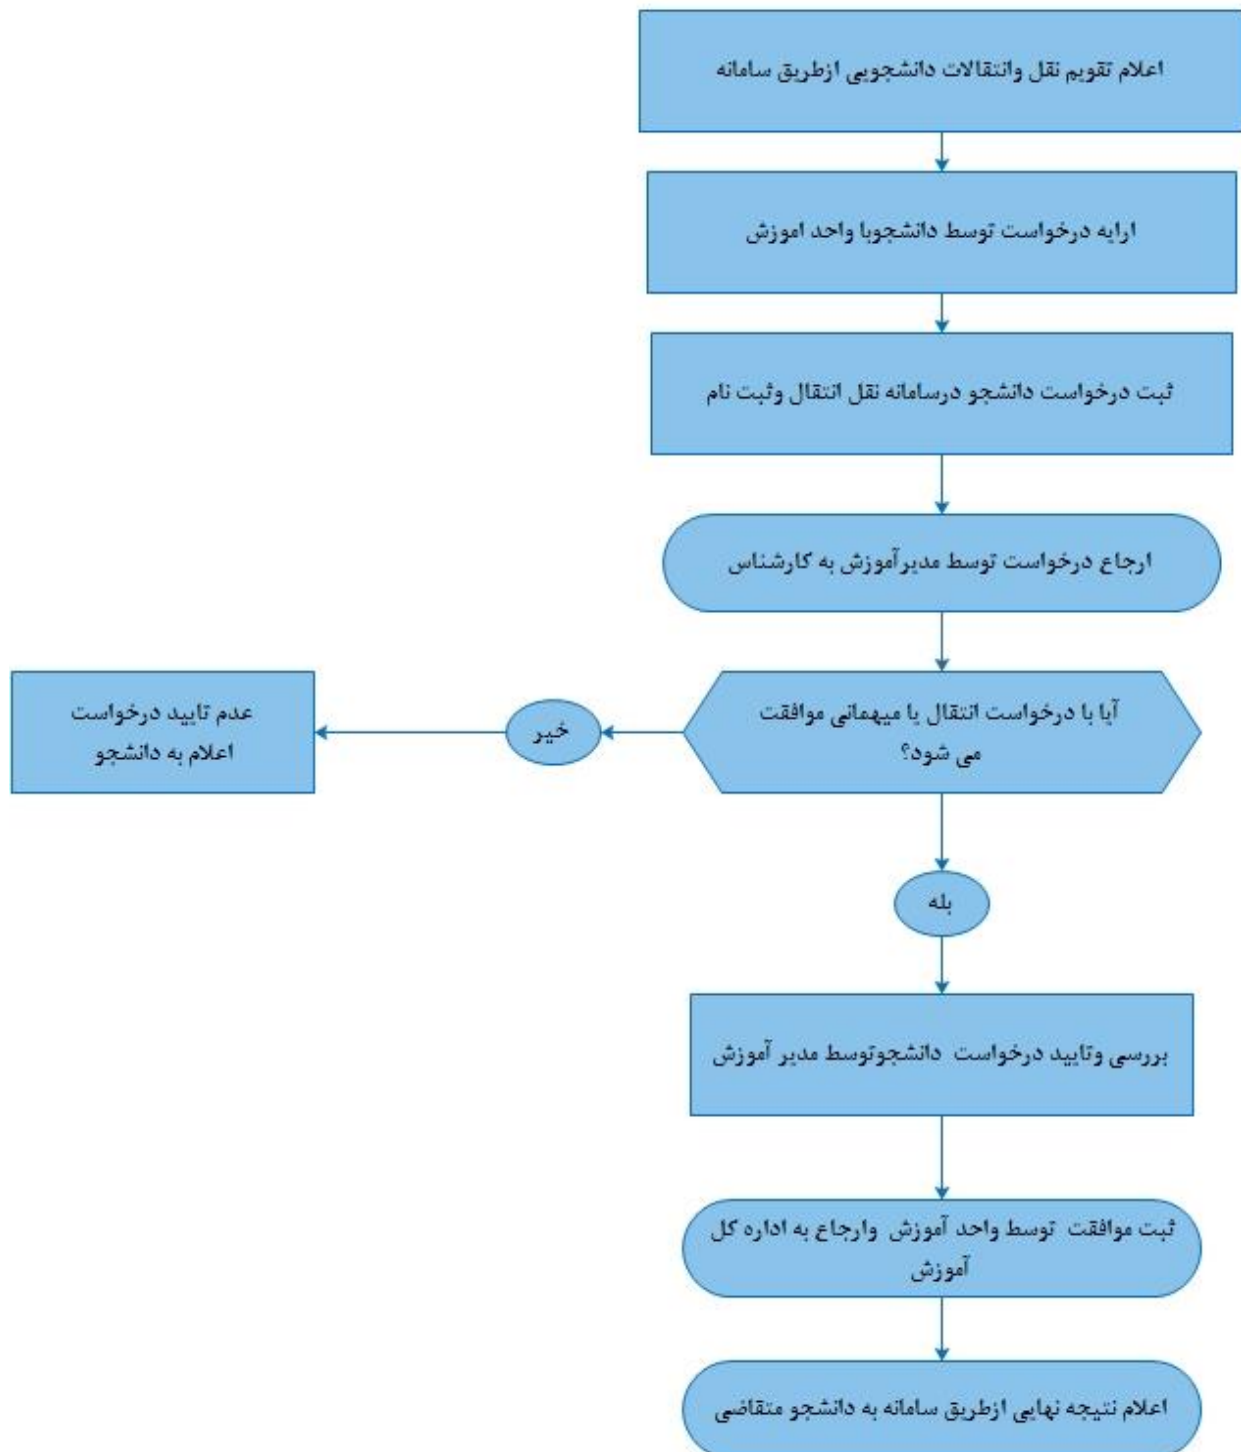 اعلام تقویم نقل وانتقالات دانشجویی ازطریق سامانه
ارایه درخواست توسط دانشجوبا واحد اموزش
ثبت درخواست دانشجو درسامانه نقل انتقال وثبت نام
ارجاع درخواست توسط مدیرآموزش به کارشناس
آیا با درخواست انتقال یا میهمانی موافقت
می شود؟
خیر
عدم تایید درخواست
اعلام به دانشجو
بله
بررسی وتایید درخواست دانشجوتوسط مدیر آموزش
ثبت موافقت توسط واحد آموزش وارجاع به اداره کل
آموزش
اعلام نتیجه نهایی ازطریق سامانه به دانشجو متقاضی